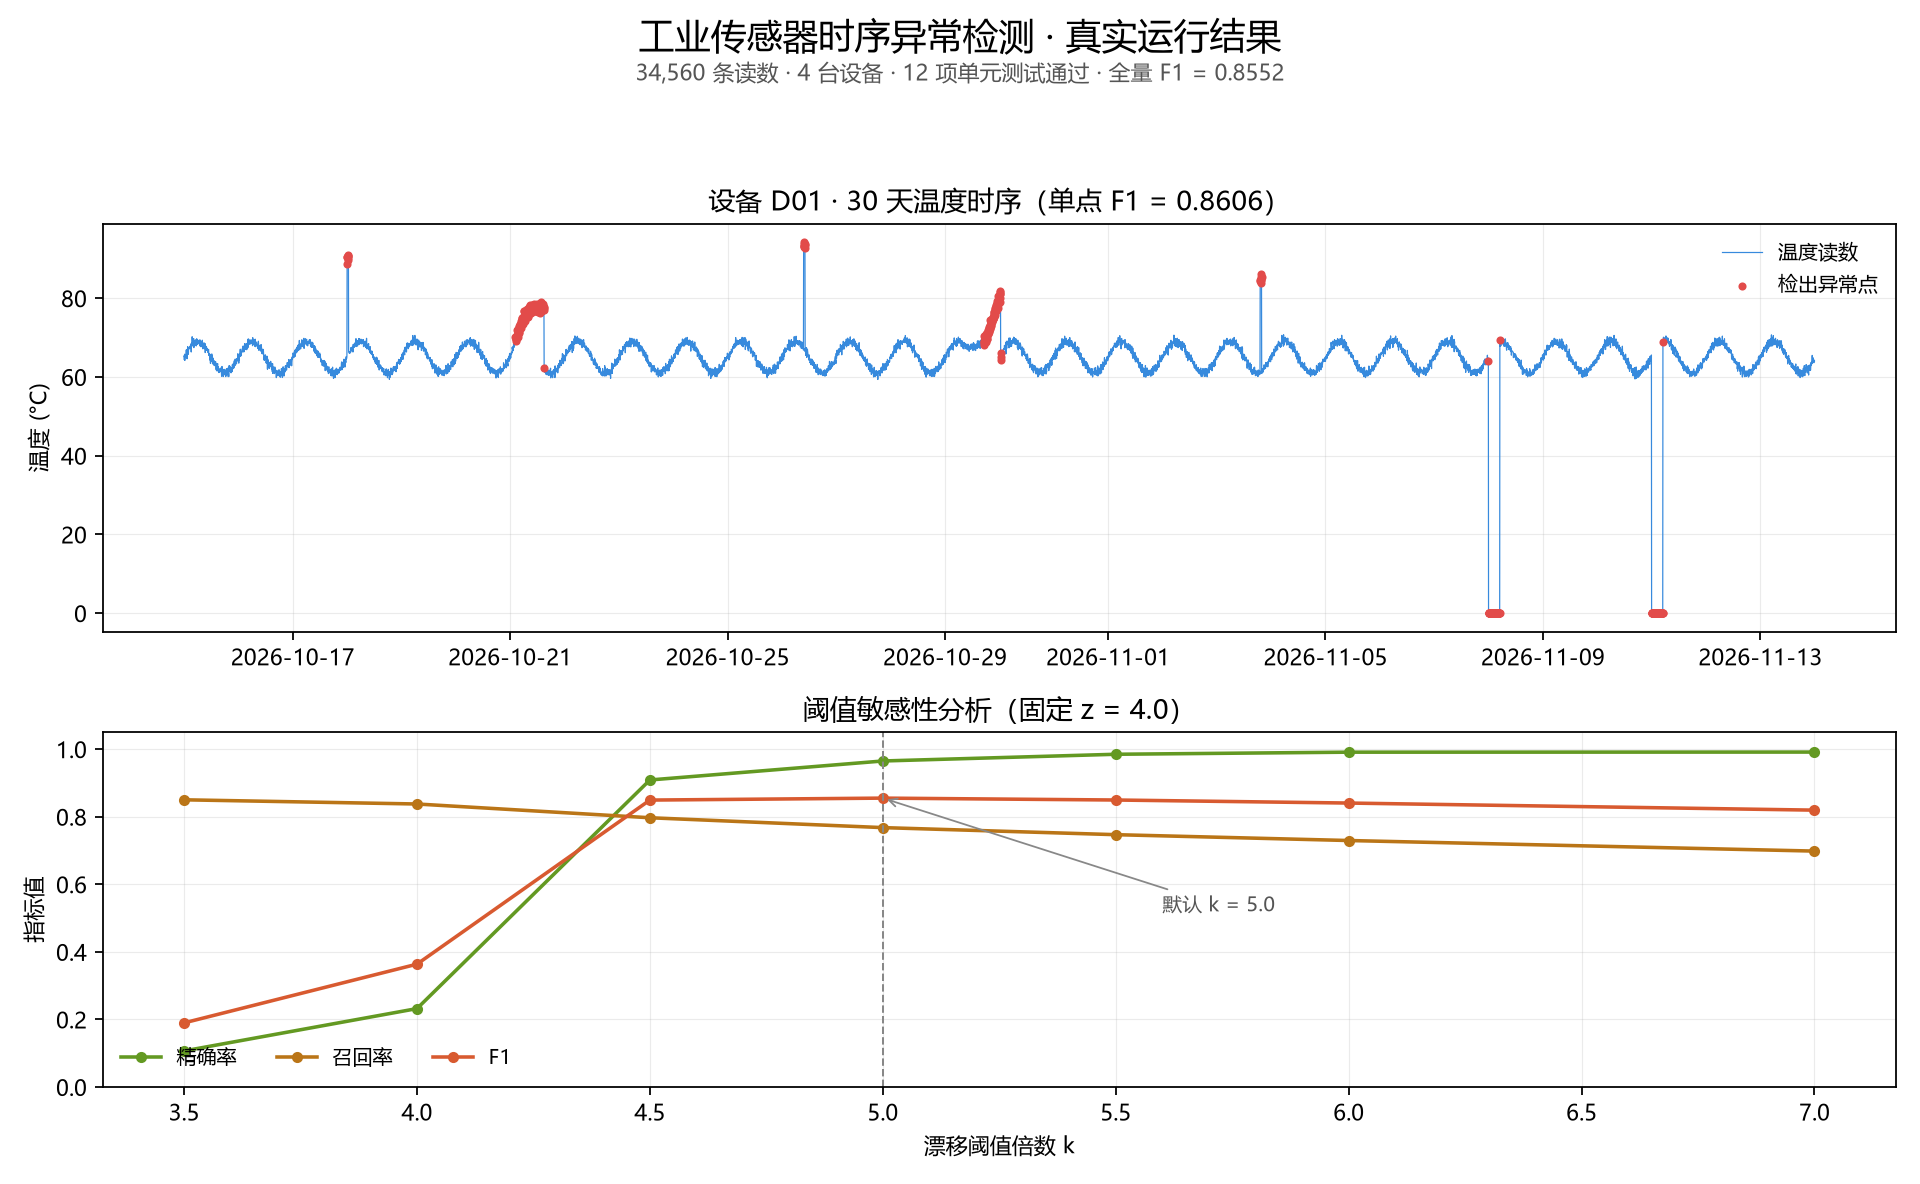 工业传感器时序异常检测 · 真实运行结果
34,560 条读数 · 4 台设备 · 12 项单元测试通过 · 全量 F1 = 0.8552
设备 D01 · 30 天温度时序（单点 F1 = 0.8606）
温度读数
检出异常点
温度 (°C)
80
60
40
20
0
2026-10-17 2026-10-21 2026-10-25 2026-10-29 2026-11-01 2026-11-05 2026-11-09 2026-11-13
阈值敏感性分析（固定 z = 4.0）
指标值
1.0
0.8
0.6
0.4
0.2
0.0
默认 k = 5.0
精确率 召回率 F1
3.5 4.0 4.5 5.0 5.5 6.0 6.5 7.0
漂移阈值倍数 k